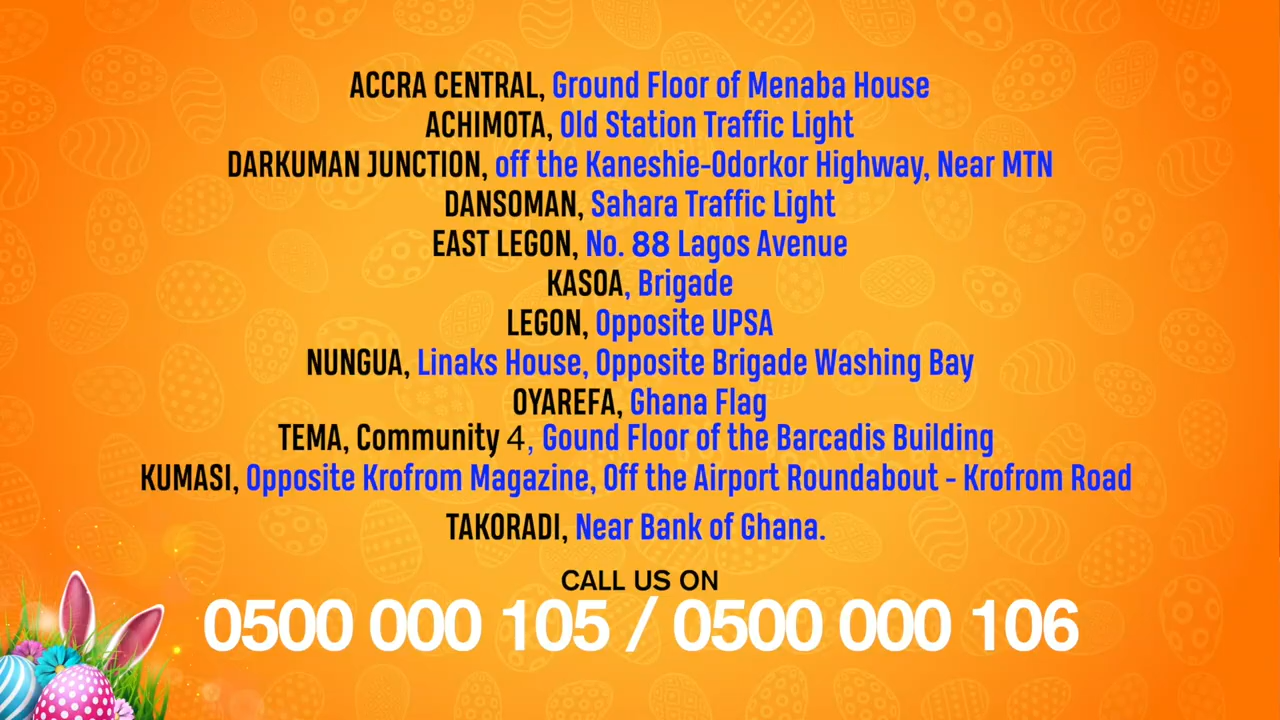 ACCRA CENTRAL, Ground Floor of Menaba House
ACHIMOTA, Old Station Traffic Light
DARKUMAN JUNCTION, off the Kaneshie-Odorkor Highway, Near MTN
DANSOMAN, Sahara Traffic Light
EAST LEGON, No. 88 Lagos Avenue
KASOA, Brigade
LEGON, Opposite UPSA
NUNGUA, Linaks House, Opposite Brigade Washing Bay
OYAREFA, Ghana Flag
TEMA, Community 4, Gound Floor of the Barcadis Building
KUMASI, Opposite Krofrom Magazine, Off the Airport Roundabout - Krofrom Road
TAKORADI, Near Bank of Ghana.
CALL US ON
0500 000 105 / 0500 000 106